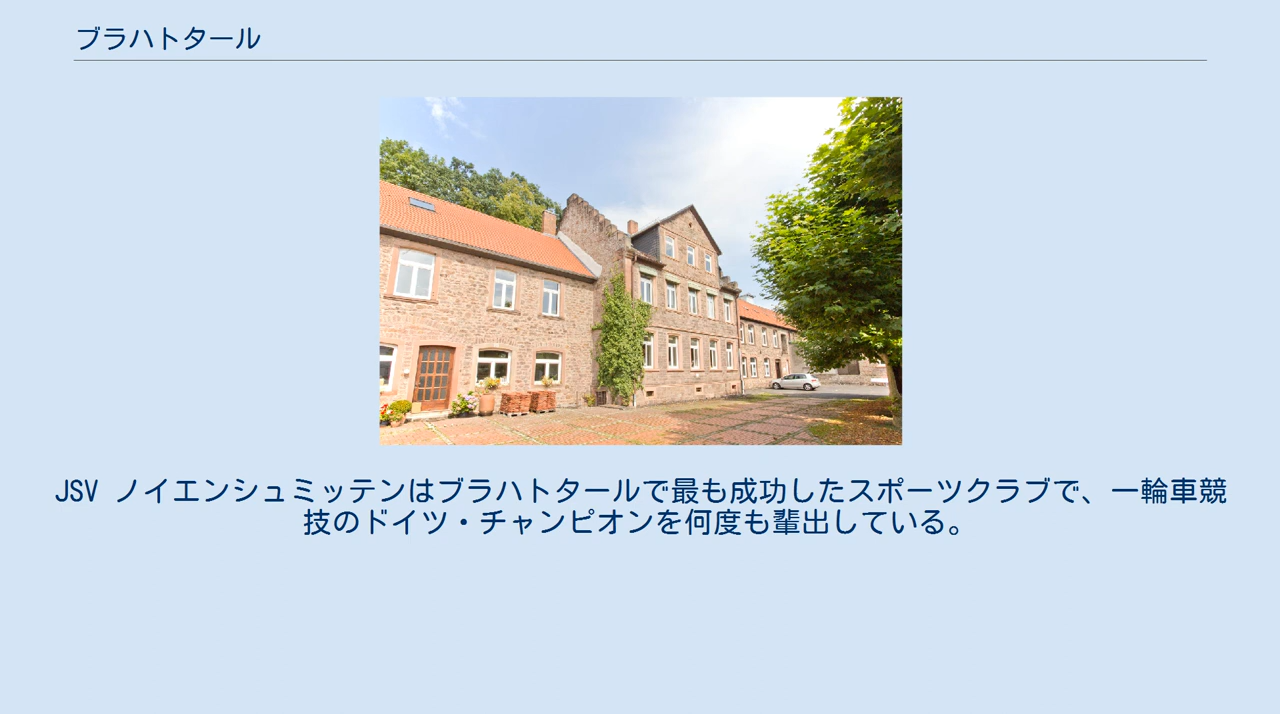 ブラハトタール
JSV ノイエンシュミッテンはブラハトタールで最も成功したスポーツクラブで、一輪車競
技のドイツ・チャンピオンを何度も輩出している。